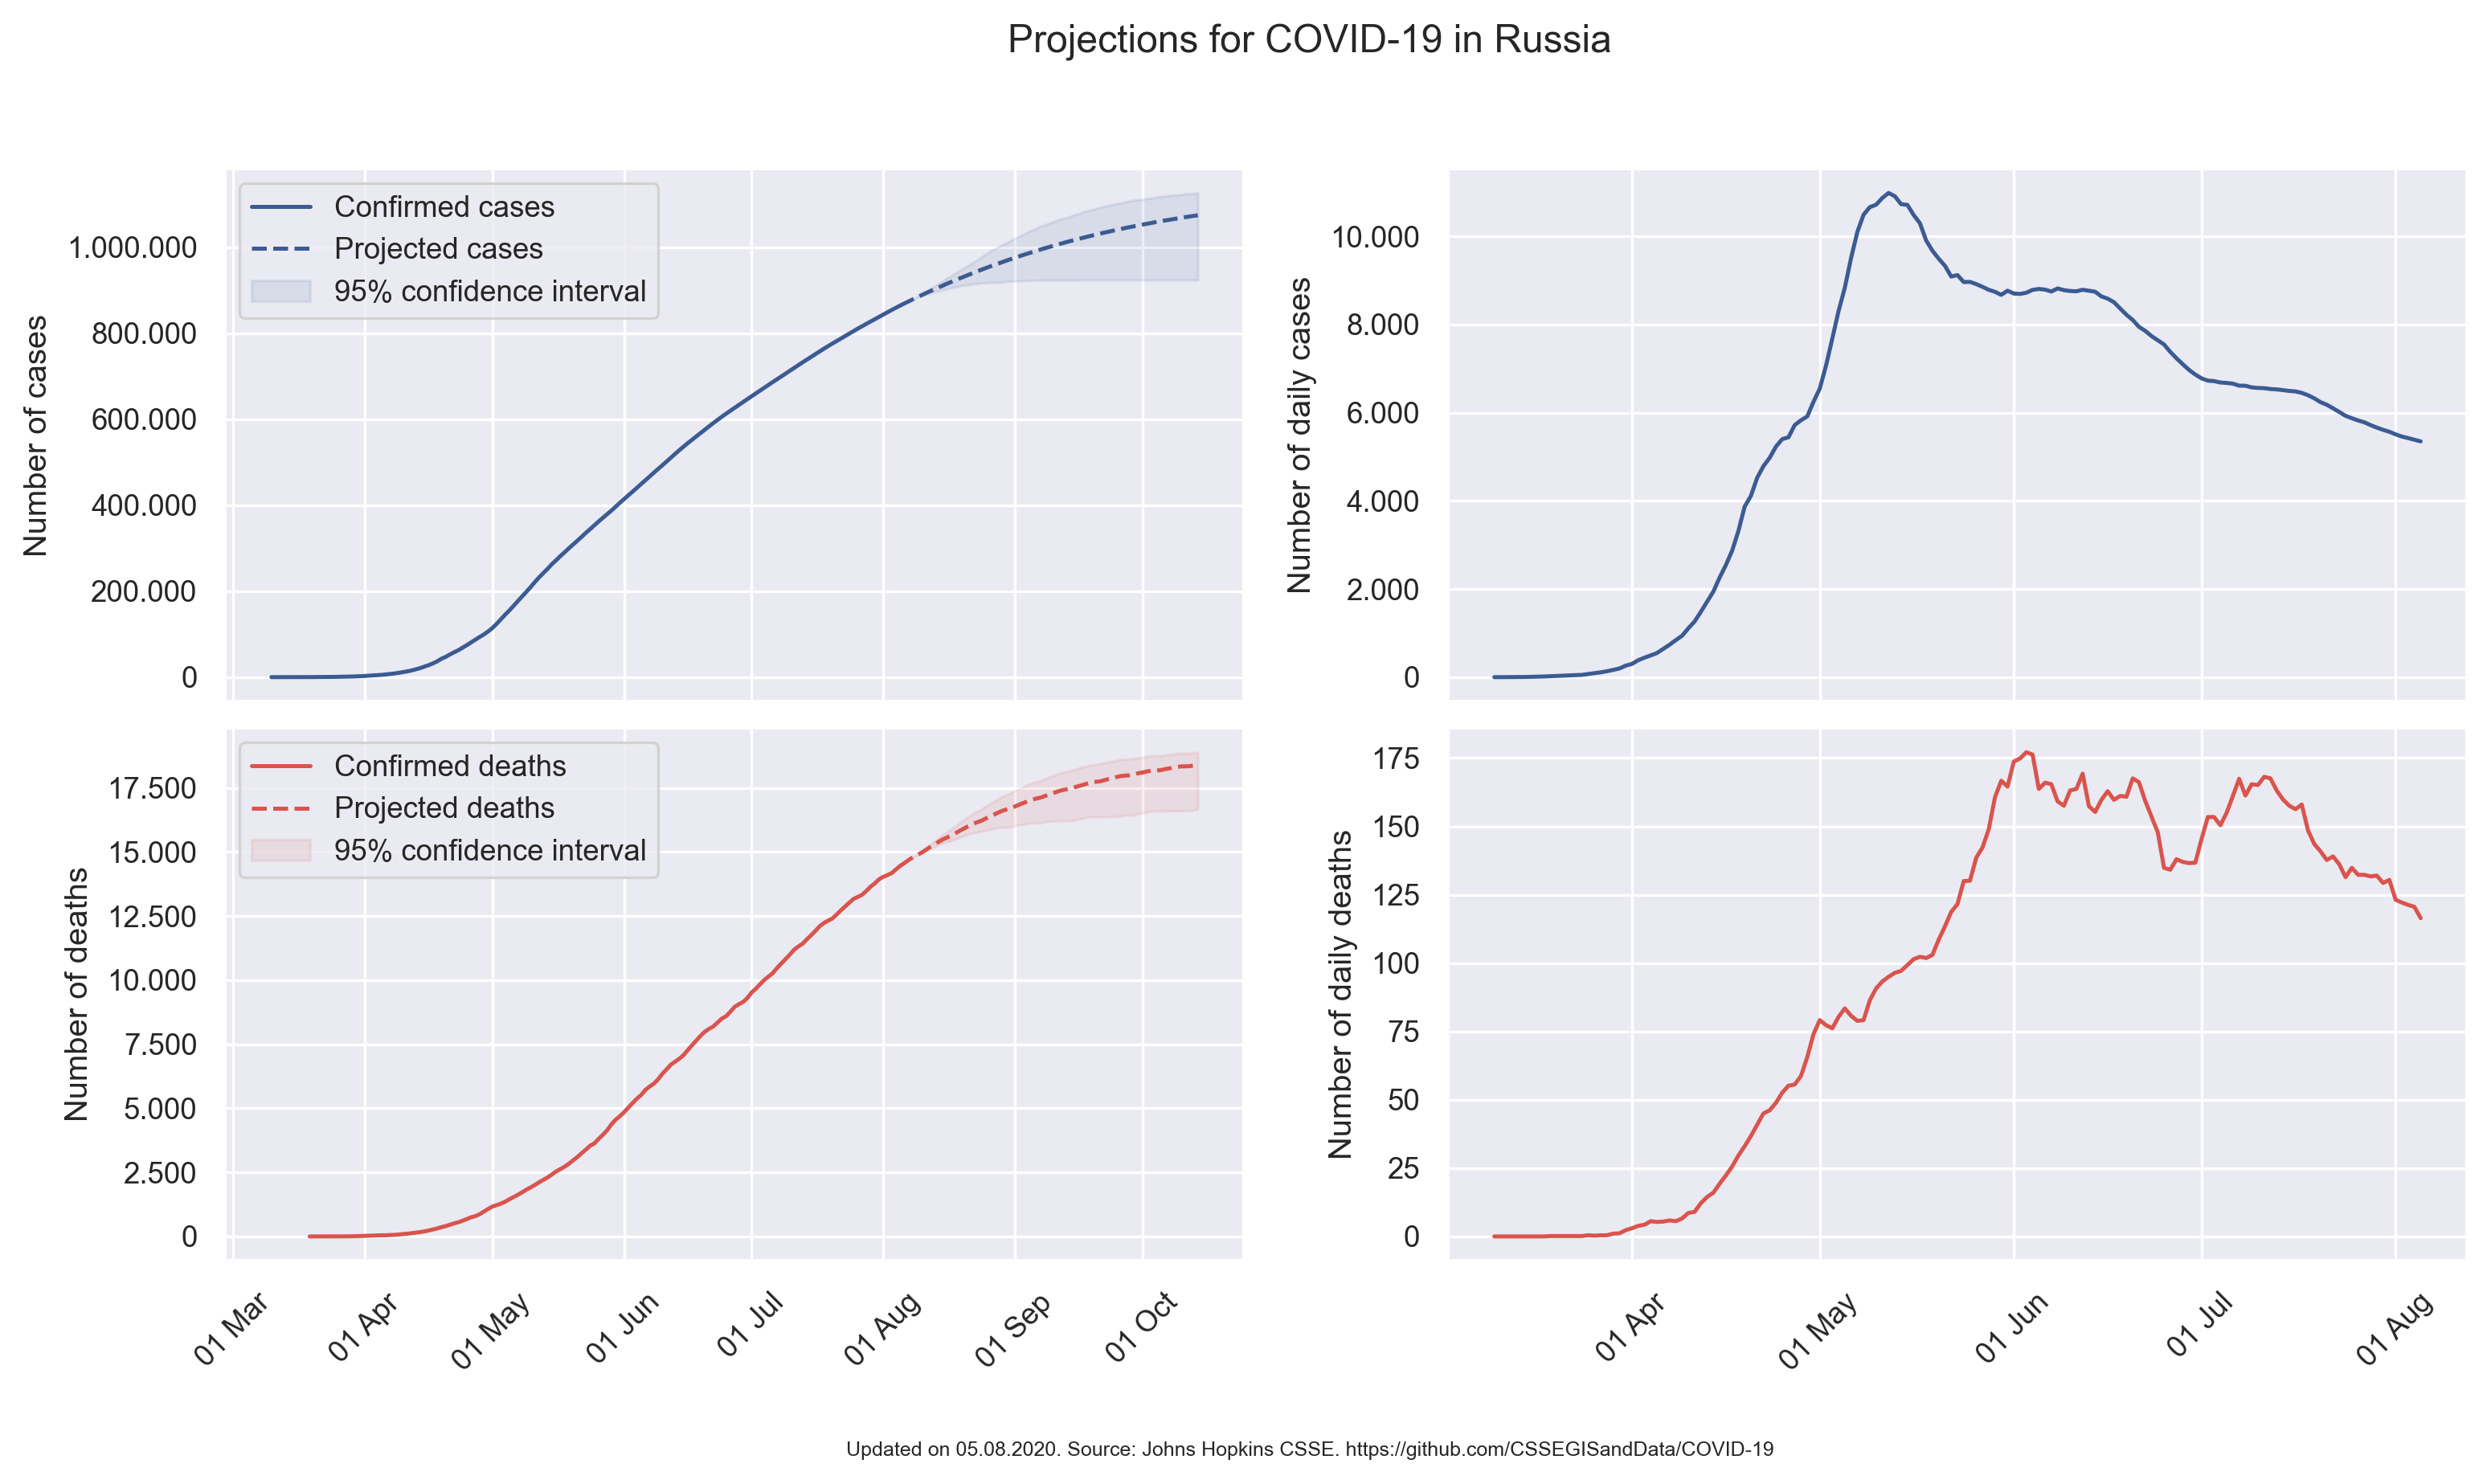 Projections for COVID-19 in Russia
Number of cases
1.000.000
800.000
600.000
400.000
200.000
0
Confirmed cases
Projected cases
95% confidence interval
Number of daily cases
10.000
8.000
6.000
4.000
2.000
0
Number of deaths
17.500
15.000
12.500
10.000
7.500
5.000
2.500
0
Confirmed deaths
Projected deaths
95% confidence interval
01 Mar
01 Apr
01 May
01 Jun
01 Jul
01 Aug
01 Sep
01 Oct
Number of daily deaths
175
150
125
100
75
50
25
0
01 Apr
01 May
01 Jun
01 Jul
01 Aug
Updated on 05.08.2020. Source: Johns Hopkins CSSE. https://github.com/CSSEGISandData/COVID-19